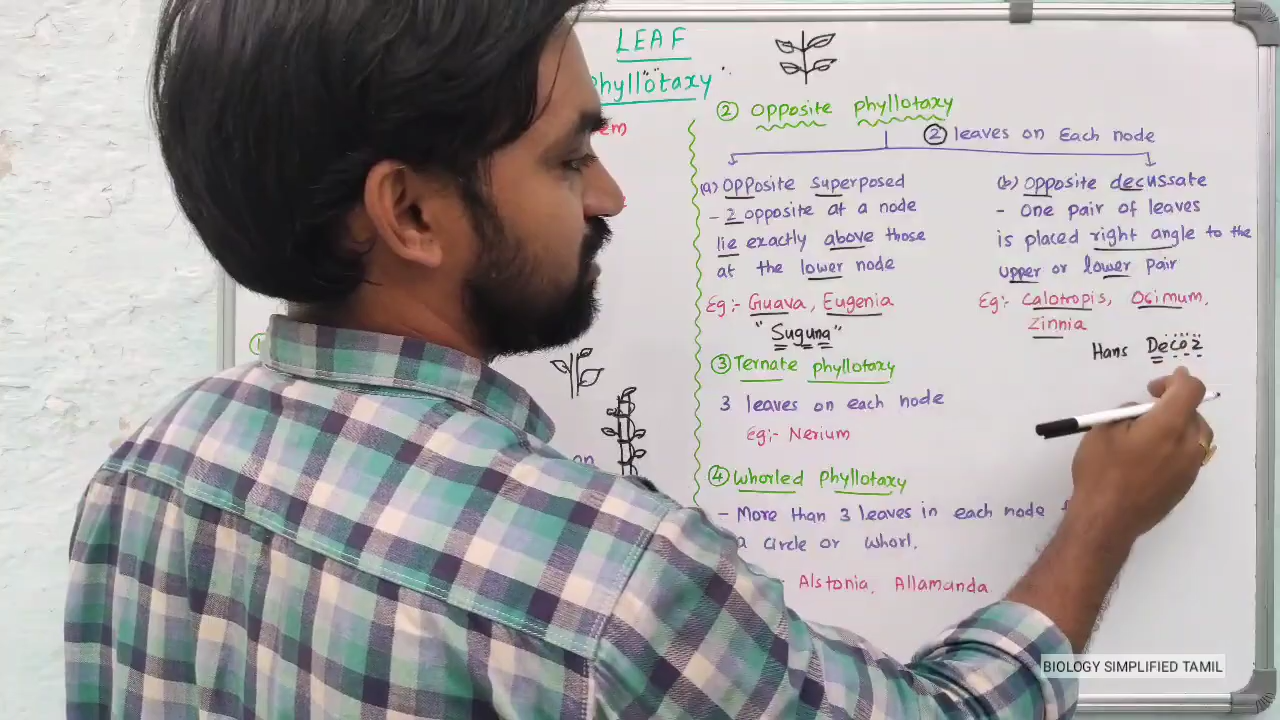 LEAF
phyllotaxy
② Opposite phyllotaxy
② leaves on Each node
(a) Opposite superposed
- 2 opposite at a node
lie exactly above those
at the lower node
Eg:- Guava, Eugenia
"Suguna"
(b) Opposite decussate
- One pair of leaves
is placed right angle to the
upper or lower pair
Eg:- Calotropis, Ocimum,
Zinnia
Hans Decoz
③ Ternate phyllotaxy
3 leaves on each node
Eg:- Nerium
④ Whorled Phyllotaxy
- More than 3 leaves in each node
a circle or whorl.
Alstonia, Allamanda
BIOLOGY SIMPLIFIED TAMIL